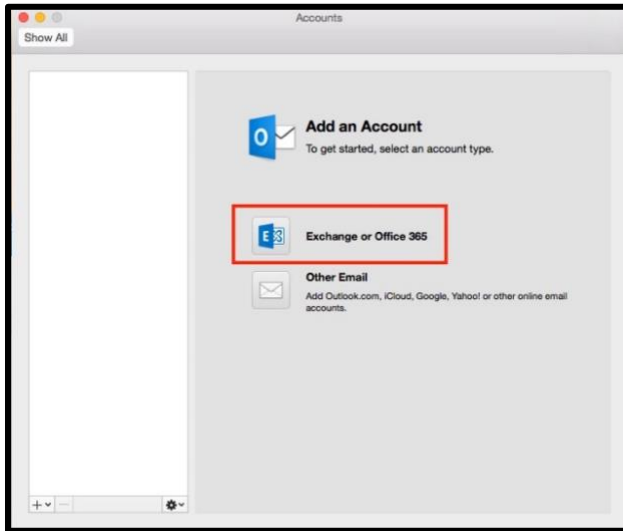 Accounts
Show All
Add an Account
To get started, select an account type.
Exchange or Office 365
Other Email
Add Outlook.com, iCloud, Google, Yahoo! or other online email
accounts.